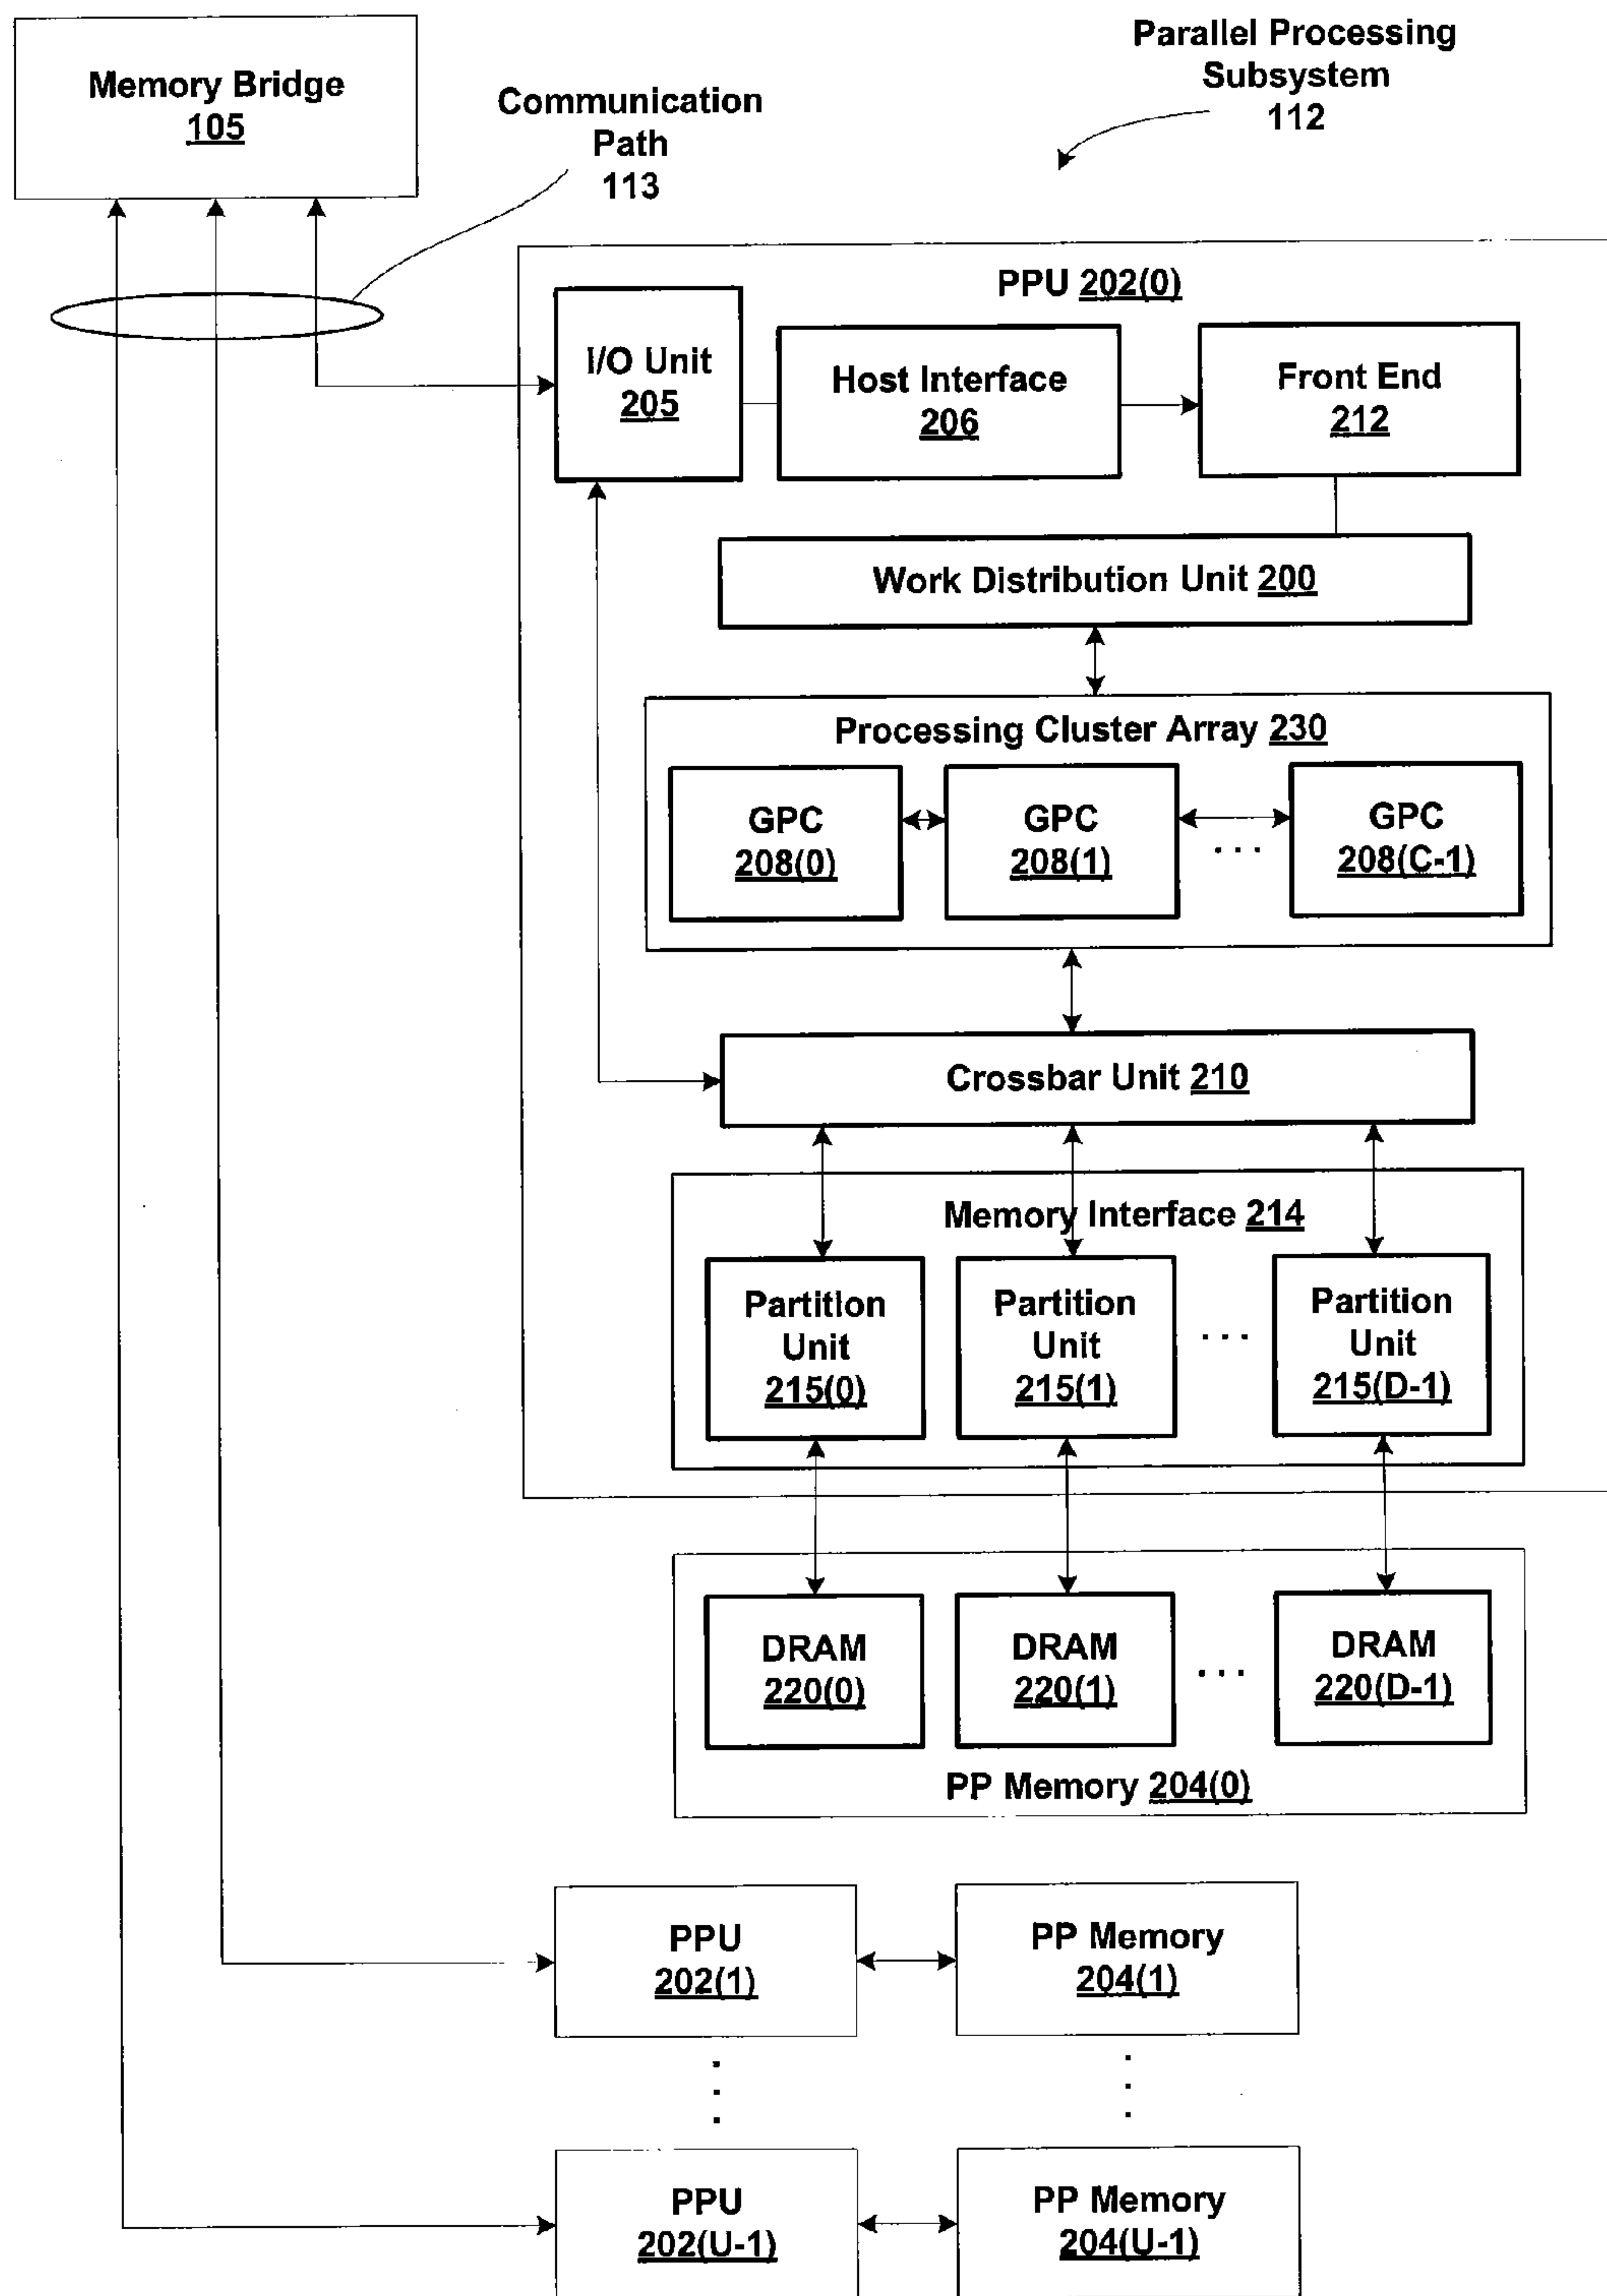 Memory Bridge
105
Communication
Path
113
Parallel Processing
Subsystem
112
PPU 202(0)
I/O Unit
205
Host Interface
206
Front End
212
Work Distribution Unit 200
Processing Cluster Array 230
GPC
208(0)
GPC
208(1)
. . .
GPC
208(C-1)
Crossbar Unit 210
Memory Interface 214
Partition
Unit
215(0)
Partition
Unit
215(1)
. . .
Partition
Unit
215(D-1)
DRAM
220(0)
DRAM
220(1)
. . .
DRAM
220(D-1)
PP Memory 204(0)
PPU
202(1)
PP Memory
204(1)
PPU
202(U-1)
PP Memory
204(U-1)